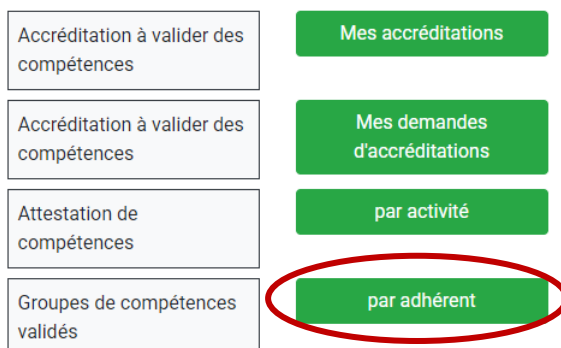 Accréditation à valider des
compétences
Mes accréditations
Accréditation à valider des
compétences
Mes demandes
d'accréditations
Attestation de
compétences
par activité
Groupes de compétences
validés
par adhérent